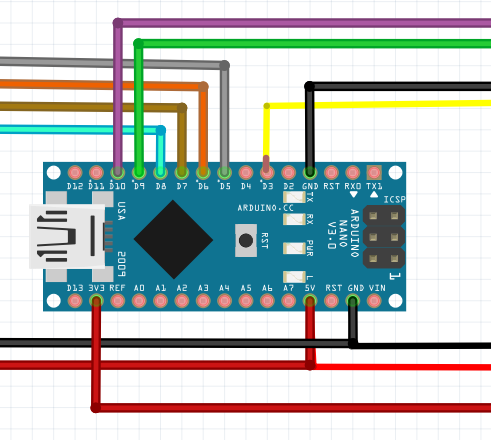 D12 D11 D10 D9 D8 D7 D6 D5 D4 D3 D2 GND RST RX0 TX1
ICSP
TX
ARDUINO.CC
RX
USA
RST
ARDUINO
NANO
V3.0
PWR
2009
L
1
D13 3V3 REF A0 A1 A2 A3 A4 A5 A6 A7 5V RST GND VIN